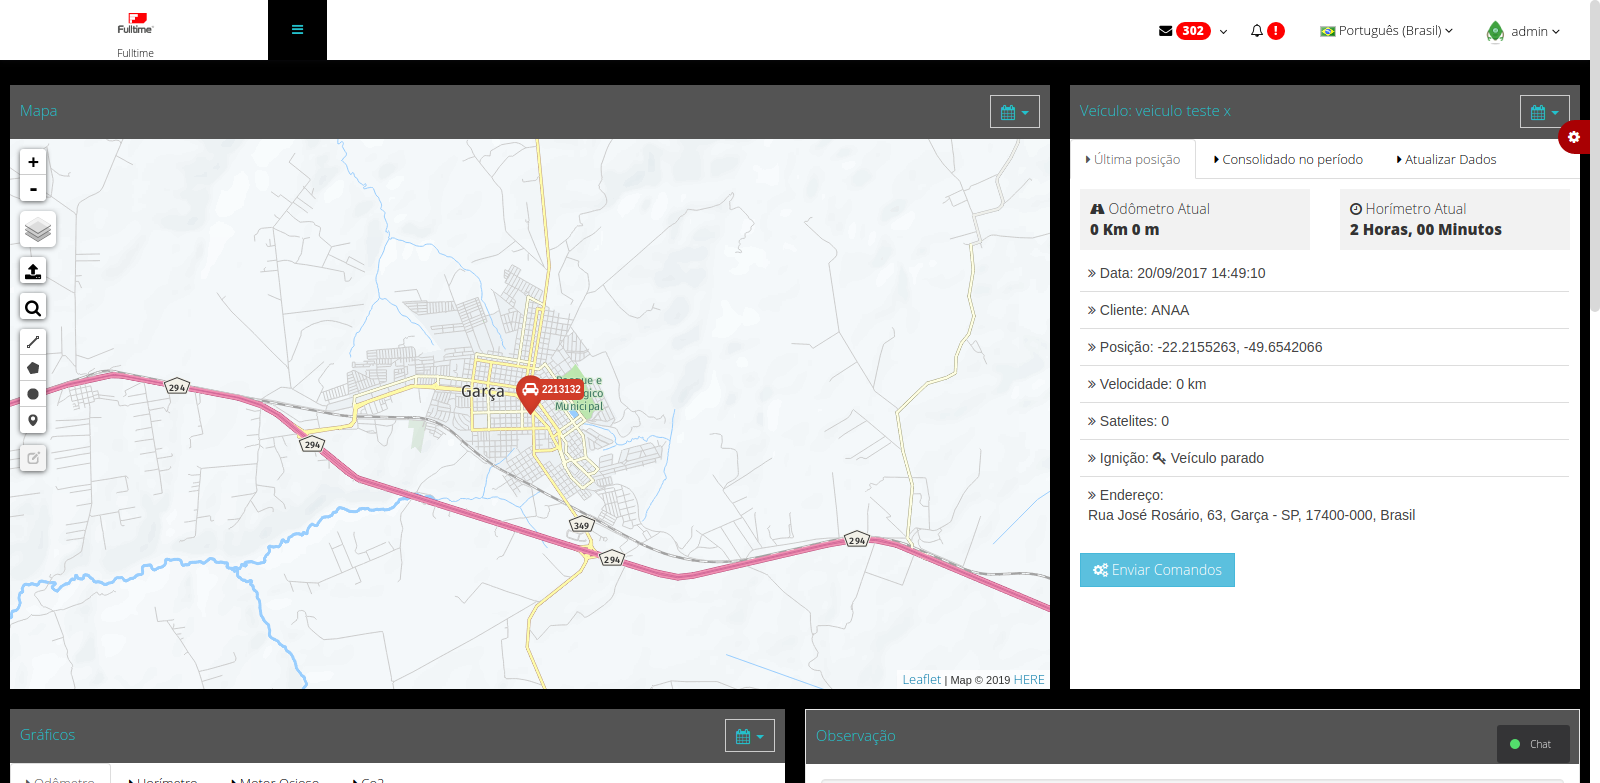 Fulltime
Fulltime
302
!
Português (Brasil)
admin
Mapa
Veículo: veiculo teste x
+
-
Última posição
Consolidado no período
Atualizar Dados
Odômetro Atual
0 Km 0 m
Horímetro Atual
2 Horas, 00 Minutos
» Data: 20/09/2017 14:49:10
» Cliente: ANAA
» Posição: -22.2155263, -49.6542066
» Velocidade: 0 km
» Satelites: 0
» Ignição: Veículo parado
» Endereço:
Rua José Rosário, 63, Garça - SP, 17400-000, Brasil
Enviar Comandos
294
Garça
2213132
Municipal
294
349
294
294
Leaflet | Map © 2019 HERE
Gráficos
Observação
Chat
Odômetro
Horímetro
Motor Ocioso
Co2